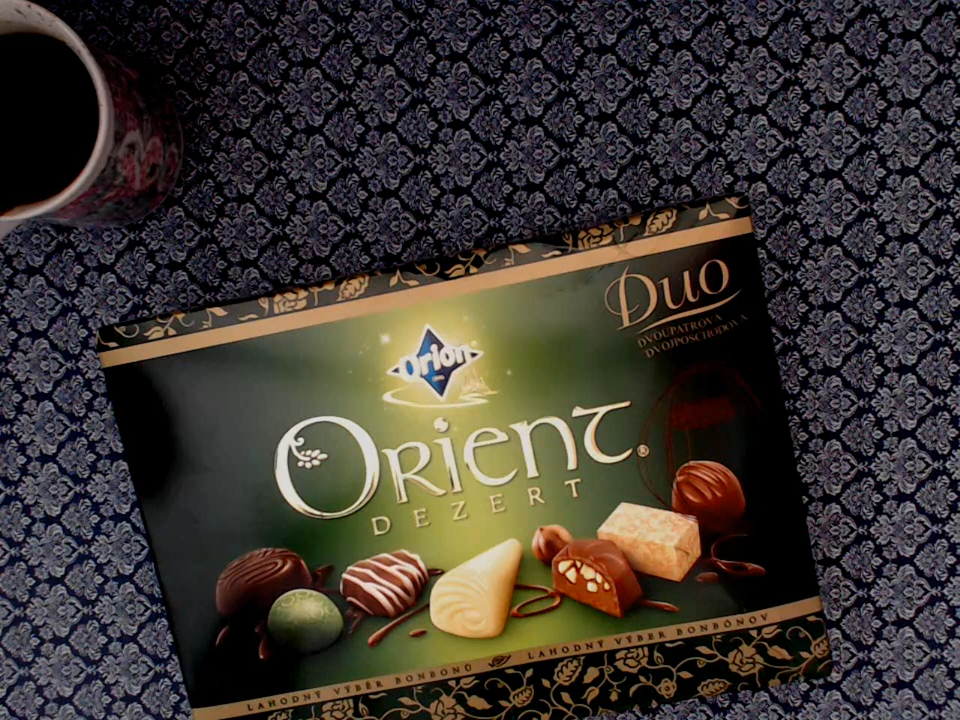 Duo
DVOUPATROVÁ
DVOJPOSCHODOVÁ
Orion
ORIENT®
DEZERT
LAHODNÝ VÝBĚR BONBONŮ LAHODNÝ VÝBER BONBÓNOV